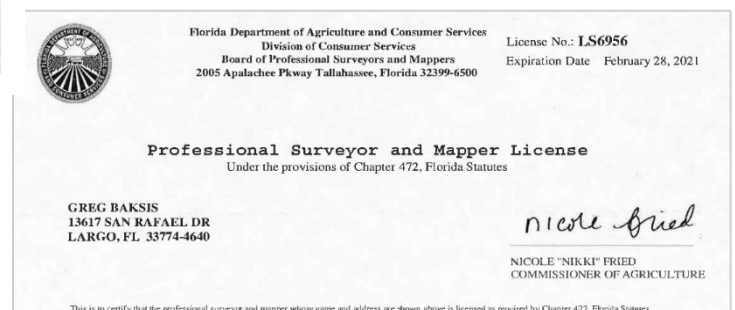 Florida Department of Agriculture and Consumer Services
Division of Consumer Services
Board of Professional Surveyors and Mappers
2005 Apalachee Pkway Tallahassee, Florida 32399-6500
License No.: LS6956
Expiration Date February 28, 2021
Professional Surveyor and Mapper License
Under the provisions of Chapter 472, Florida Statutes
GREG BAKSIS
13617 SAN RAFAEL DR
LARGO, FL 33774-4640
nicole fried
NICOLE "NIKKI" FRIED
COMMISSIONER OF AGRICULTURE
This is to certify that the professional surveyor and mapper whose name and address are shown above is licensed as required by Chapter 472, Florida Statutes.